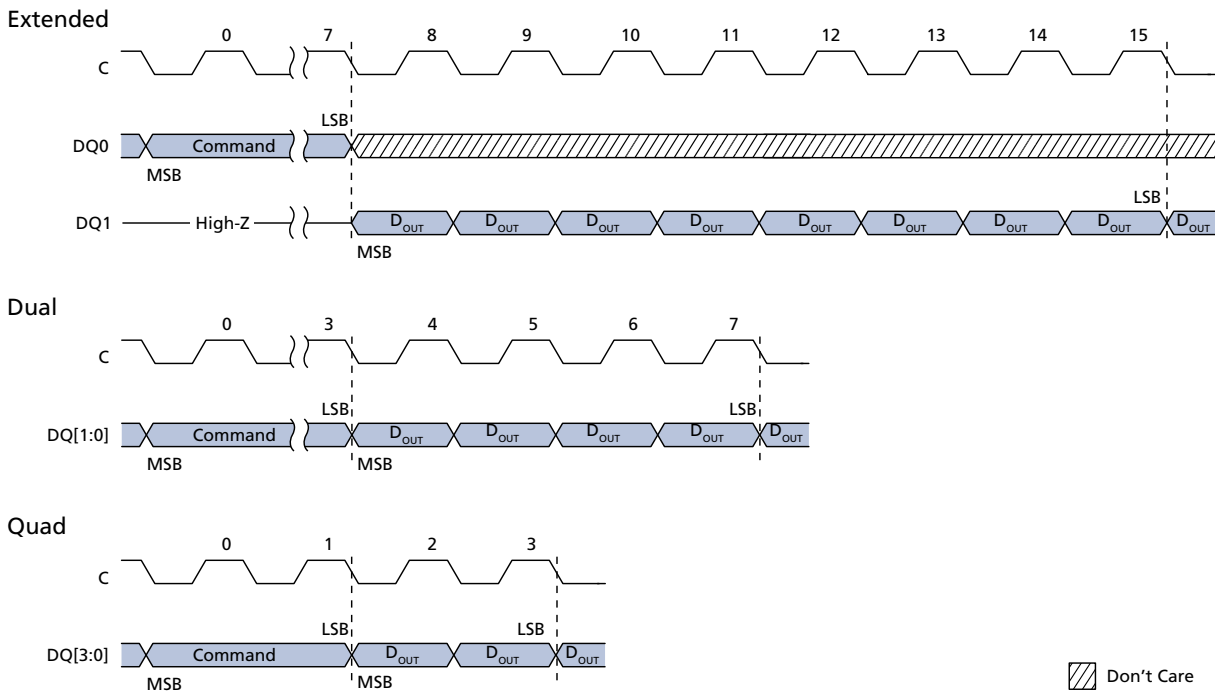 Extended
0 7 8 9 10 11 12 13 14 15
C
LSB
DQ0 Command
MSB
LSB
DQ1 High-Z DOUT DOUT DOUT DOUT DOUT DOUT DOUT DOUT DOUT
MSB
Dual
0 3 4 5 6 7
C
LSB LSB
DQ[1:0] Command DOUT DOUT DOUT DOUT DOUT
MSB MSB
Quad
0 1 2 3
C
LSB LSB
DQ[3:0] Command DOUT DOUT DOUT
MSB MSB
Don't Care